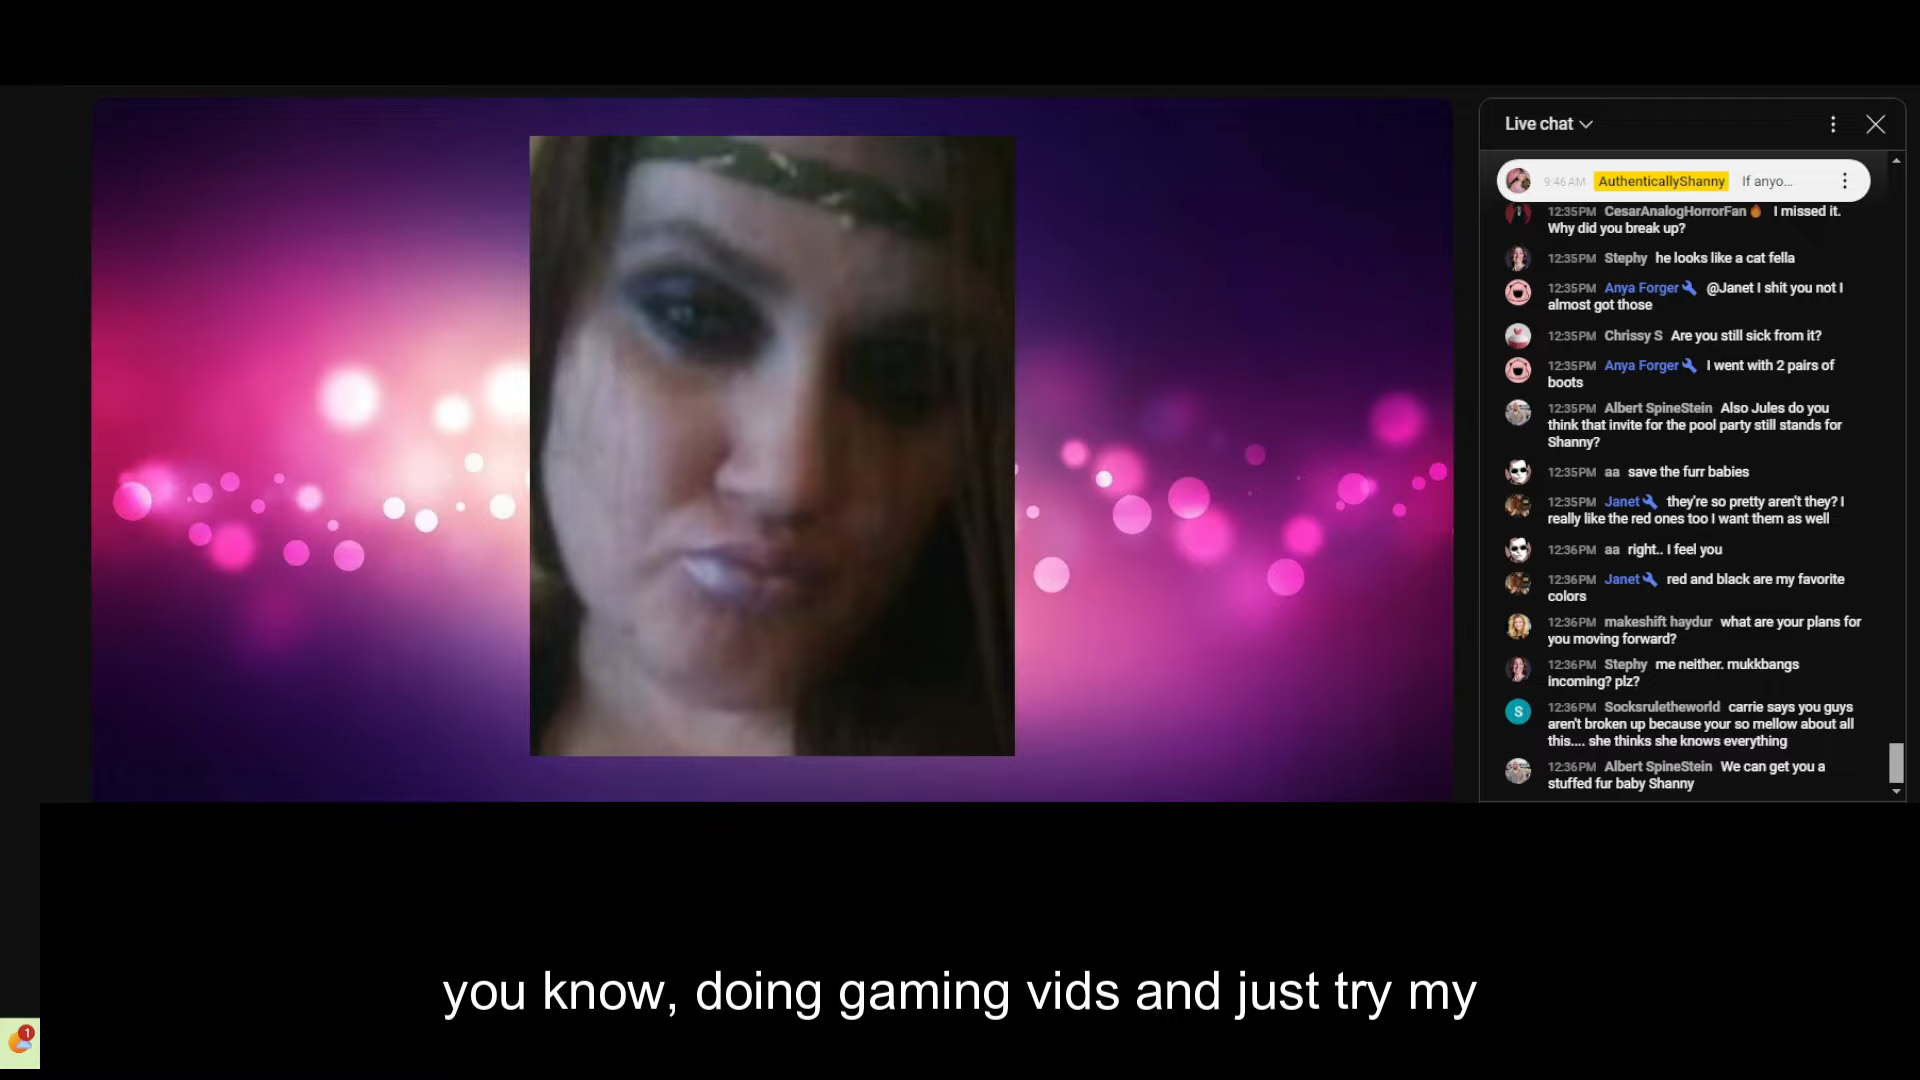 Live chat
9:46 AM AuthenticallyShanny If anyo...
12:35 PM CesarAnalogHorrorFan I missed it.
Why did you break up?
12:35 PM Stephy he looks like a cat fella
12:35 PM Anya Forger @Janet I shit you not I
almost got those
12:35 PM Chrissy S Are you still sick from it?
12:35 PM Anya Forger I went with 2 pairs of
boots
12:35 PM Albert SpineStein Also Jules do you
think that invite for the pool party still stands for
Shanny?
12:35 PM aa save the furr babies
12:35 PM Janet they're so pretty aren't they? I
really like the red ones too I want them as well
12:36 PM aa right.. I feel you
12:36 PM Janet red and black are my favorite
colors
12:36 PM makeshift haydur what are your plans for
you moving forward?
12:36 PM Stephy me neither. mukkbangs
incoming? plz?
S 12:36 PM Socksruletheworld carrie says you guys
aren't broken up because your so mellow about all
this.... she thinks she knows everything
12:36 PM Albert SpineStein We can get you a
stuffed fur baby Shanny
you know, doing gaming vids and just try my
1